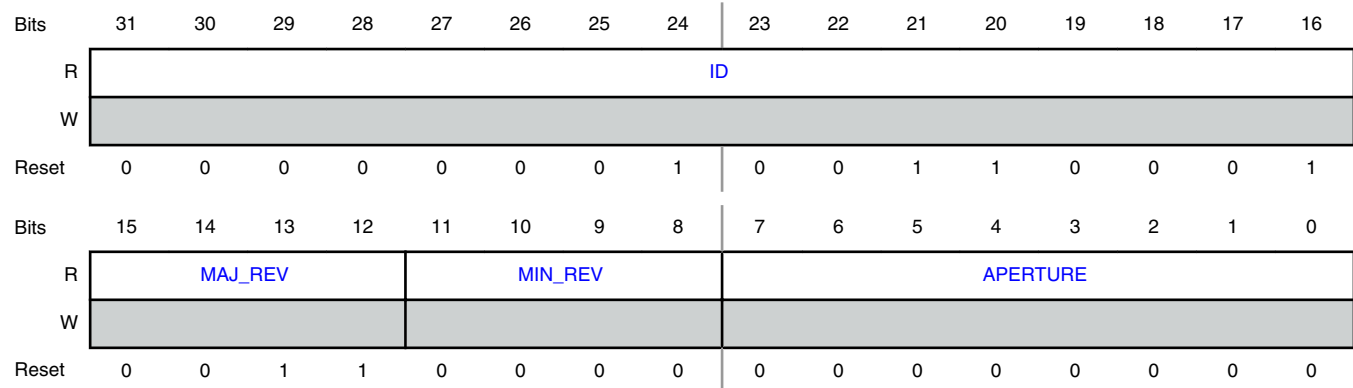 Bits 31 30 29 28 27 26 25 24 23 22 21 20 19 18 17 16
R ID
W
Reset 0 0 0 0 0 0 0 1 0 0 1 1 0 0 0 1
Bits 15 14 13 12 11 10 9 8 7 6 5 4 3 2 1 0
R MAJ_REV MIN_REV APERTURE
W
Reset 0 0 1 1 0 0 0 0 0 0 0 0 0 0 0 0